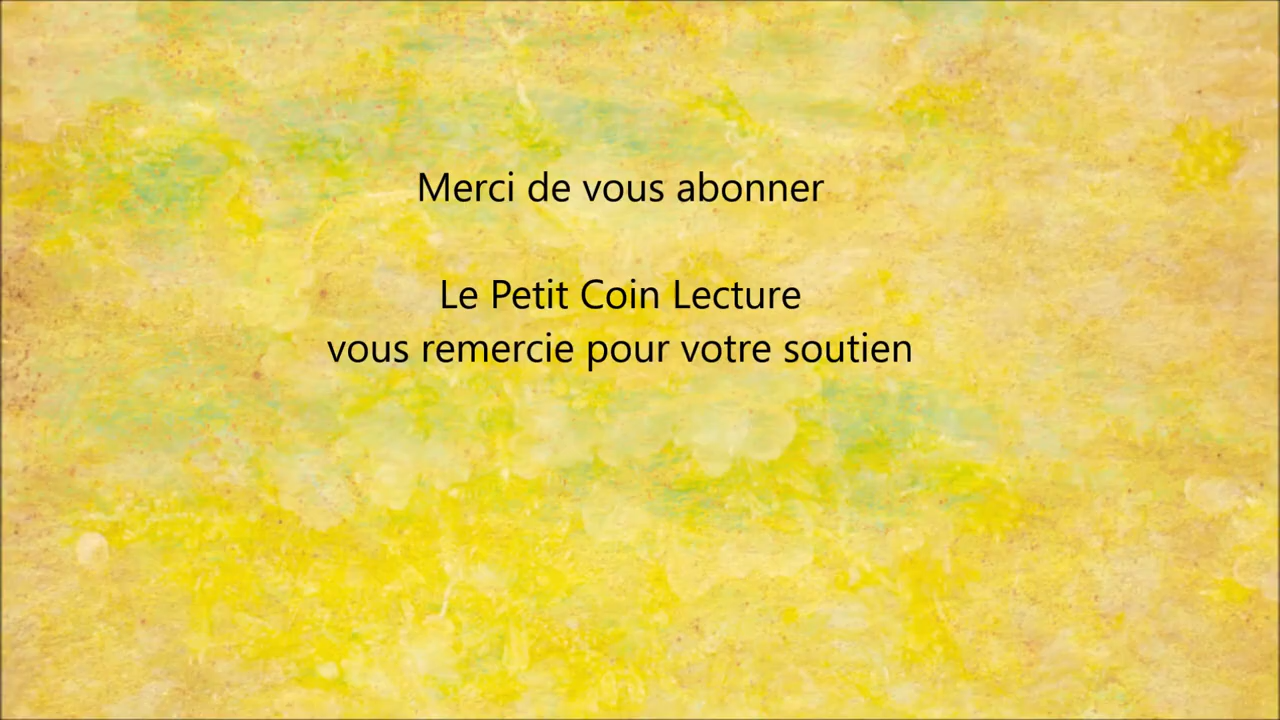 Merci de vous abonner
Le Petit Coin Lecture
vous remercie pour votre soutien